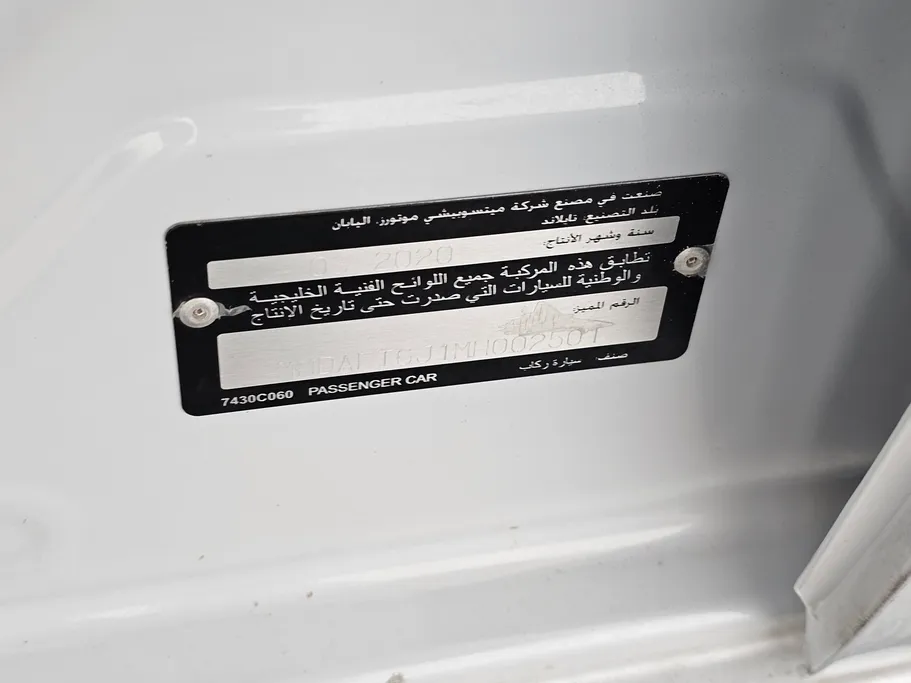 صنعت في مصنع شركة ميتسوبيشي موتورز. اليابان
بلد التصنيع: تايلاند
سنة وشهر الأنتاج:
2020
تطابق هذه المركبة جميع اللوائح الفنية الخليجية
والوطنية للسيارات التي صدرت حتى تاريخ الانتاج
الرقم المميز:
صنف: سيارة ركاب
7430C060 PASSENGER CAR